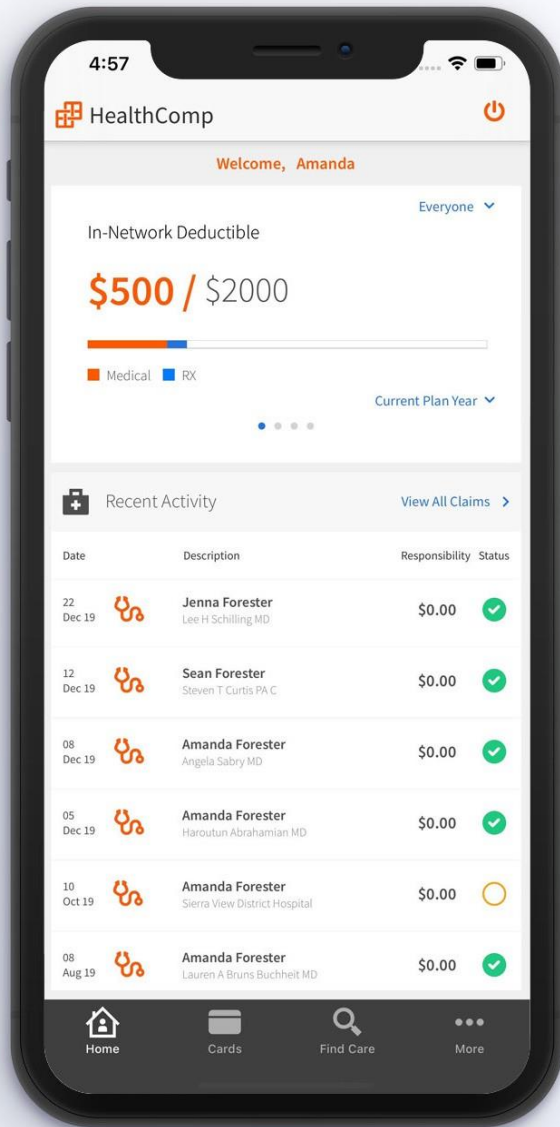 4:57
HealthComp
Welcome, Amanda
Everyone
In-Network Deductible
$500 / $2000
Medical RX
Current Plan Year
Recent Activity View All Claims
Date Description Responsibility Status
22
Dec 19
Jenna Forester
Lee H Schilling MD
$0.00
12
Dec 19
Sean Forester
Steven T Curtis PA C
$0.00
08
Dec 19
Amanda Forester
Angela Sabry MD
$0.00
05
Dec 19
Amanda Forester
Haroutun Abrahamian MD
$0.00
10
Oct 19
Amanda Forester
Sierra View District Hospital
$0.00
08
Aug 19
Amanda Forester
Lauren A Bruns Buchheit MD
$0.00
Home Cards Find Care More